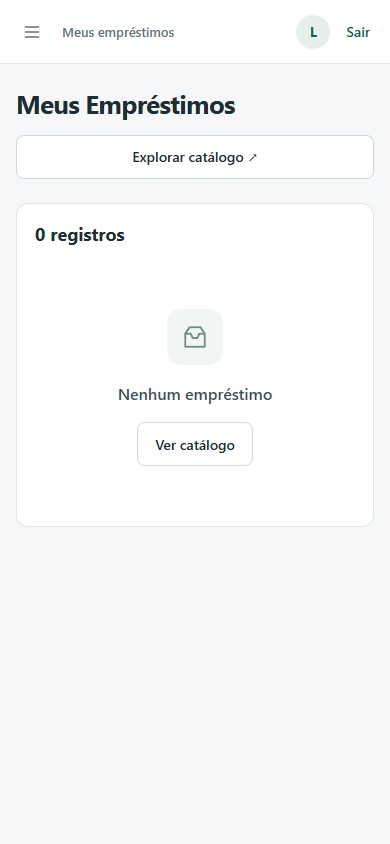 Meus empréstimos
L
Sair
Meus Empréstimos
Explorar catálogo ↗
0 registros
Nenhum empréstimo
Ver catálogo